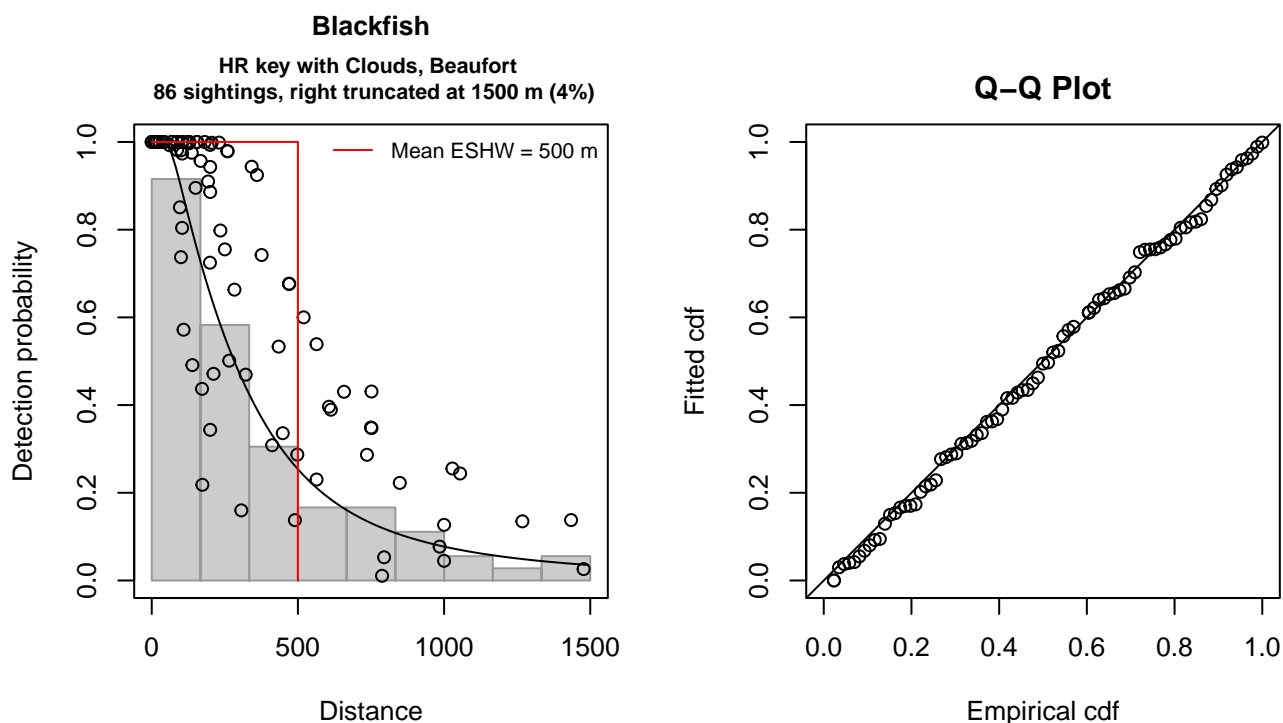 Blackfish
HR key with Clouds, Beaufort
86 sightings, right truncated at 1500 m (4%)
Mean ESHW = 500 m
Detection probability
0.0 0.2 0.4 0.6 0.8 1.0
0 500 1000 1500
Distance
Q−Q Plot
Fitted cdf
0.0 0.2 0.4 0.6 0.8 1.0
0.0 0.2 0.4 0.6 0.8 1.0
Empirical cdf